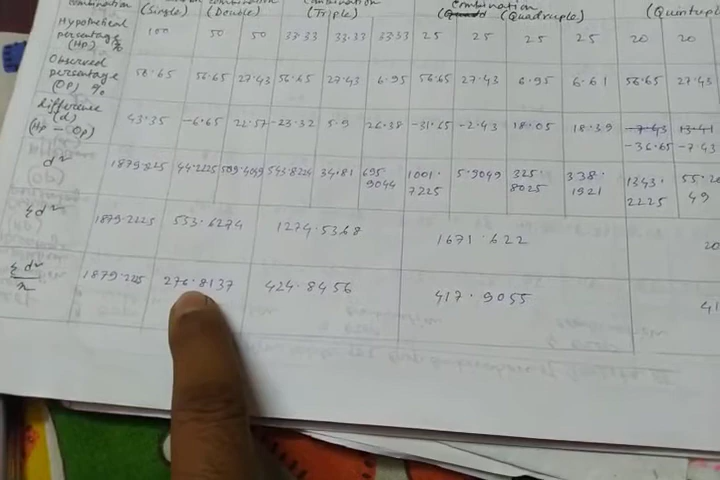 combination
(Single) (Double) (Triple) (Quadruple) (Quintuple
Hypothetical percentage (HP) % 100 50 50 33.33 33.33 33.33 25 25 25 25 20 20
Observed percentage (OP) % 56.65 56.65 27.43 56.65 27.43 6.95 56.65 27.43 6.95 6.61 56.65 27.43
difference (d) (HP - OP) 43.35 -6.65 22.57 -23.32 5.9 26.38 -31.65 -2.43 18.05 18.39 -36.65 -7.43
d² 1879.225 44.2225 509.4049 543.8224 34.81 695.9044 1001.7225 5.9049 325.8025 338.1921 1343.2225 55.20 49
Σd² 1879.2225 553.6274 1274.5368 1671.622 20
Σd²/n 1879.225 276.8137 424.8456 417.9055 41